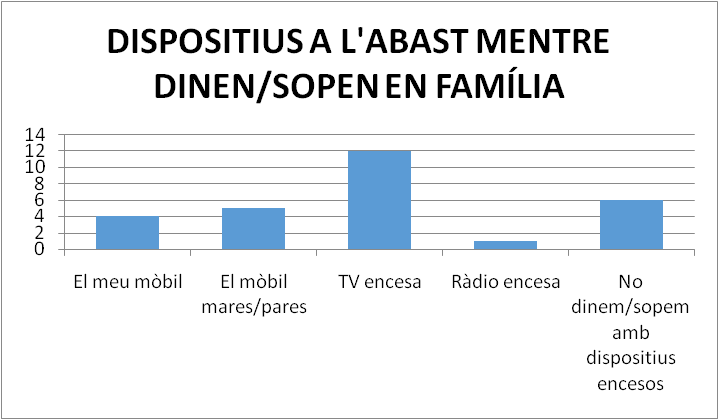 DISPOSITIUS A L'ABAST MENTRE
DINEN/SOPEN EN FAMÍLIA
14
12
10
8
6
4
2
0
El meu mòbil
El mòbil
mares/pares
TV encesa
Ràdio encesa
No
dinem/sopem
amb
dispositius
encesos